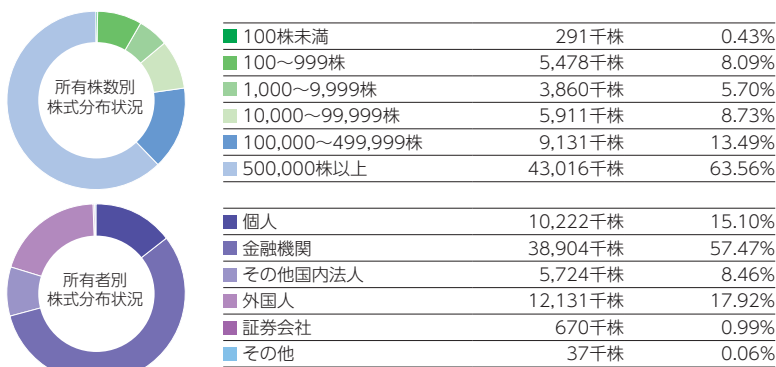 所有株数別
株式分布状況
100株未満 291千株 0.43%
100〜999株 5,478千株 8.09%
1,000〜9,999株 3,860千株 5.70%
10,000〜99,999株 5,911千株 8.73%
100,000〜499,999株 9,131千株 13.49%
500,000株以上 43,016千株 63.56%
所有者別
株式分布状況
個人 10,222千株 15.10%
金融機関 38,904千株 57.47%
その他国内法人 5,724千株 8.46%
外国人 12,131千株 17.92%
証券会社 670千株 0.99%
その他 37千株 0.06%